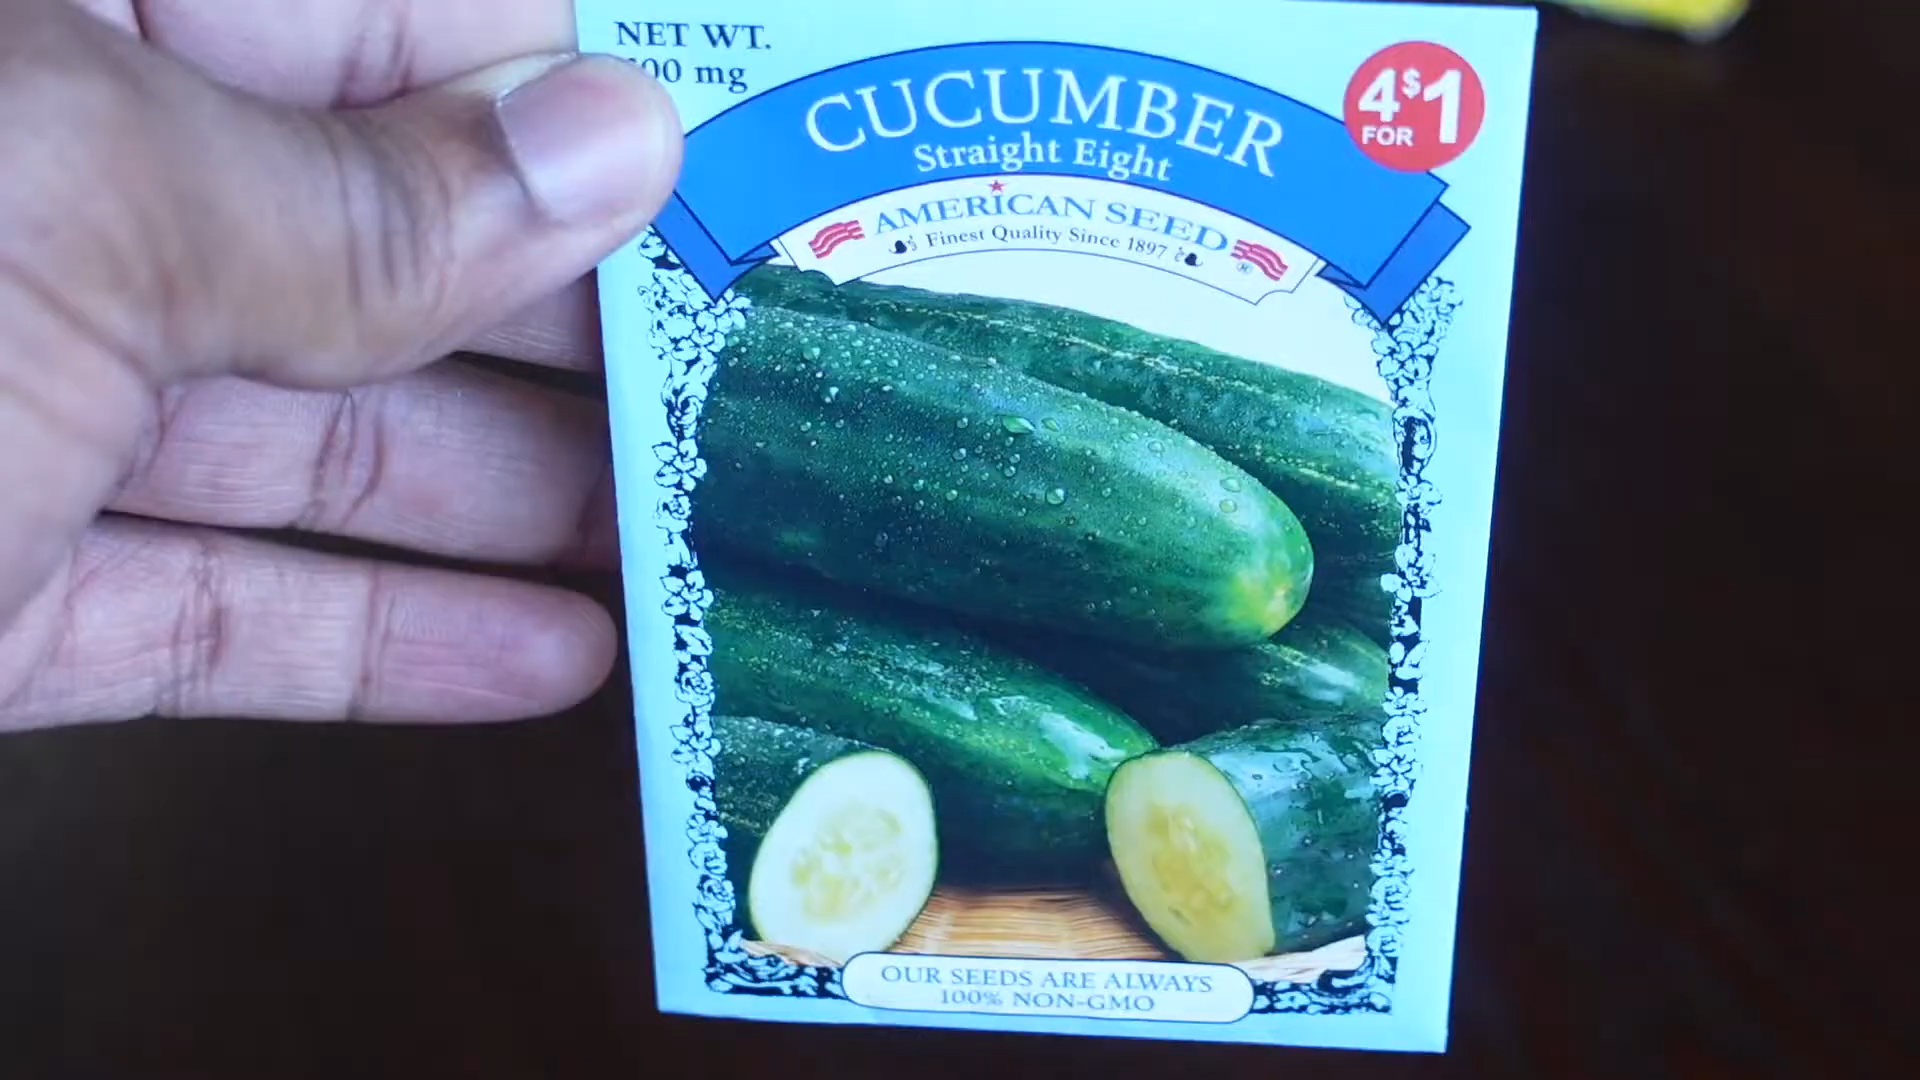 NET WT.
mg
CUCUMBER
Straight Eight
4 FOR $1
AMERICAN SEED
Finest Quality Since 1897
OUR SEEDS ARE ALWAYS
100% NON-GMO